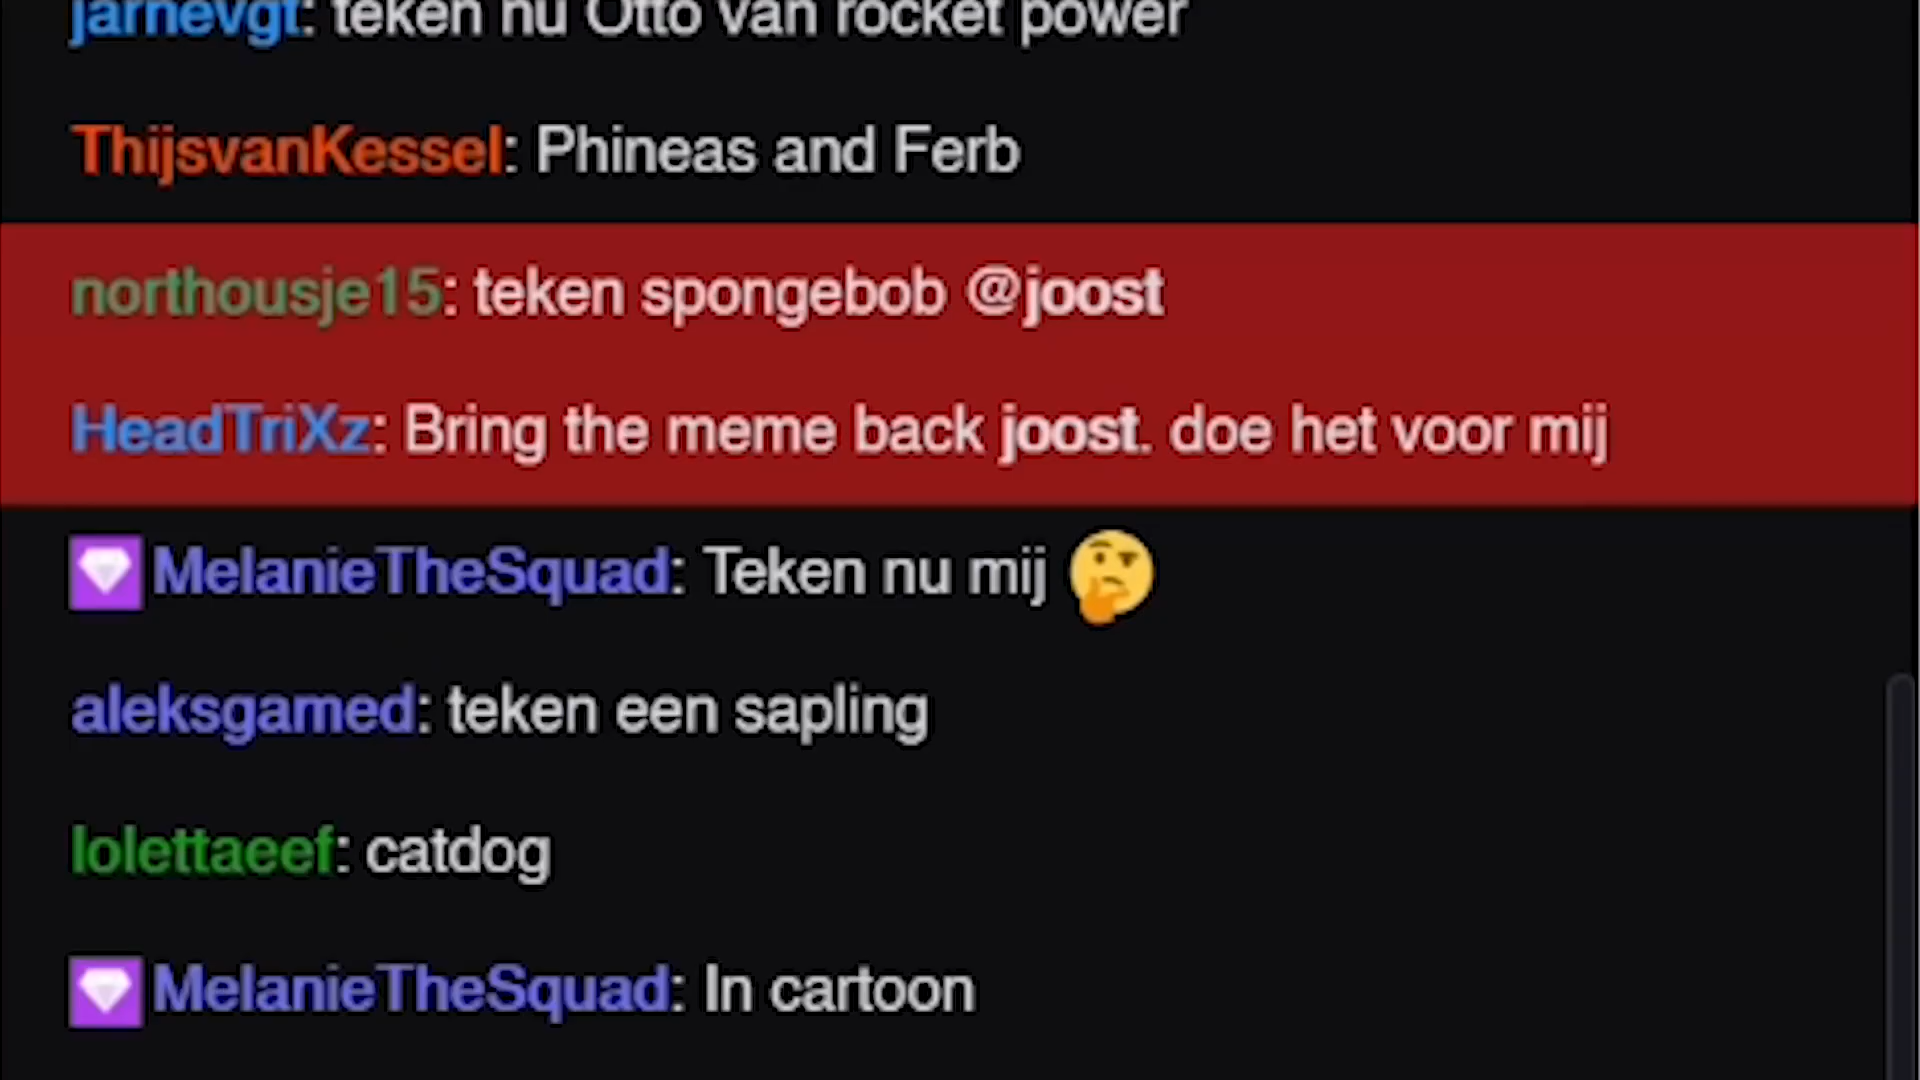 jarnevgt: teken nu Otto van rocket power
ThijsvanKessel: Phineas and Ferb
northousje15: teken spongebob @joost
HeadTriXz: Bring the meme back joost. doe het voor mij
MelanieTheSquad: Teken nu mij 🤔
aleksgamed: teken een sapling
lolettaeef: catdog
MelanieTheSquad: In cartoon